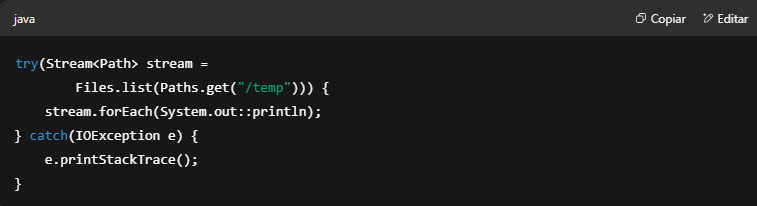 java Copiar Editar
try(Stream<Path> stream =
        Files.list(Paths.get("/temp"))) {
    stream.forEach(System.out::println);
} catch(IOException e) {
    e.printStackTrace();
}